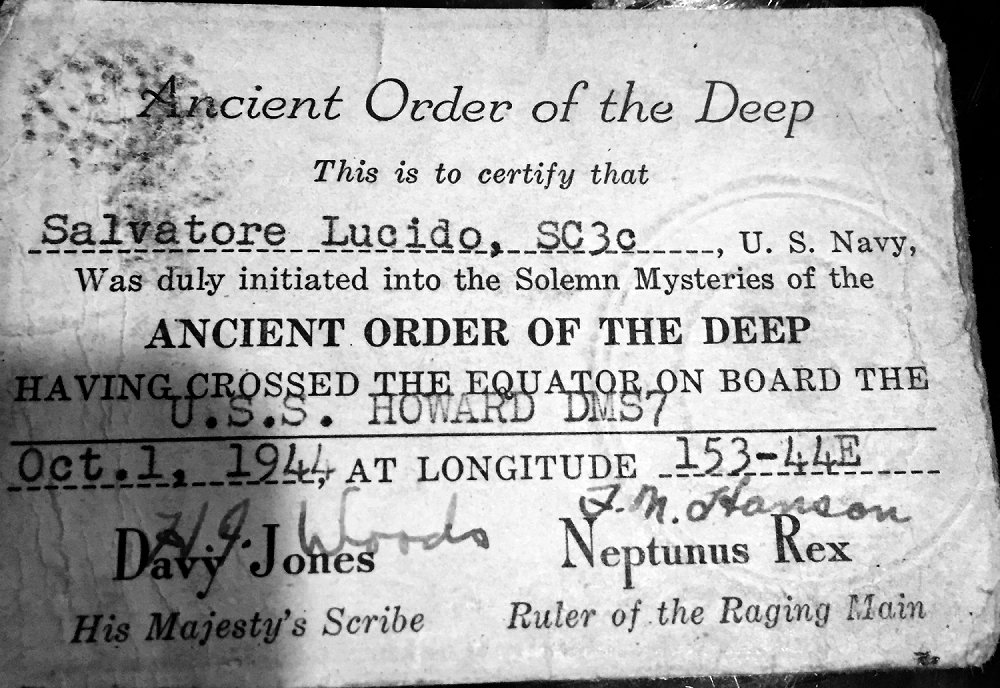 Ancient Order of the Deep
This is to certify that
Salvatore Lucido, SC3c, U. S. Navy,
Was duly initiated into the Solemn Mysteries of the
ANCIENT ORDER OF THE DEEP
HAVING CROSSED THE EQUATOR ON BOARD THE
U.S.S. HOWARD DMS7
Oct.1, 1944, AT LONGITUDE 153-44E
Woods F. M. Hanson
Davy Jones Neptunus Rex
His Majesty's Scribe Ruler of the Raging Main